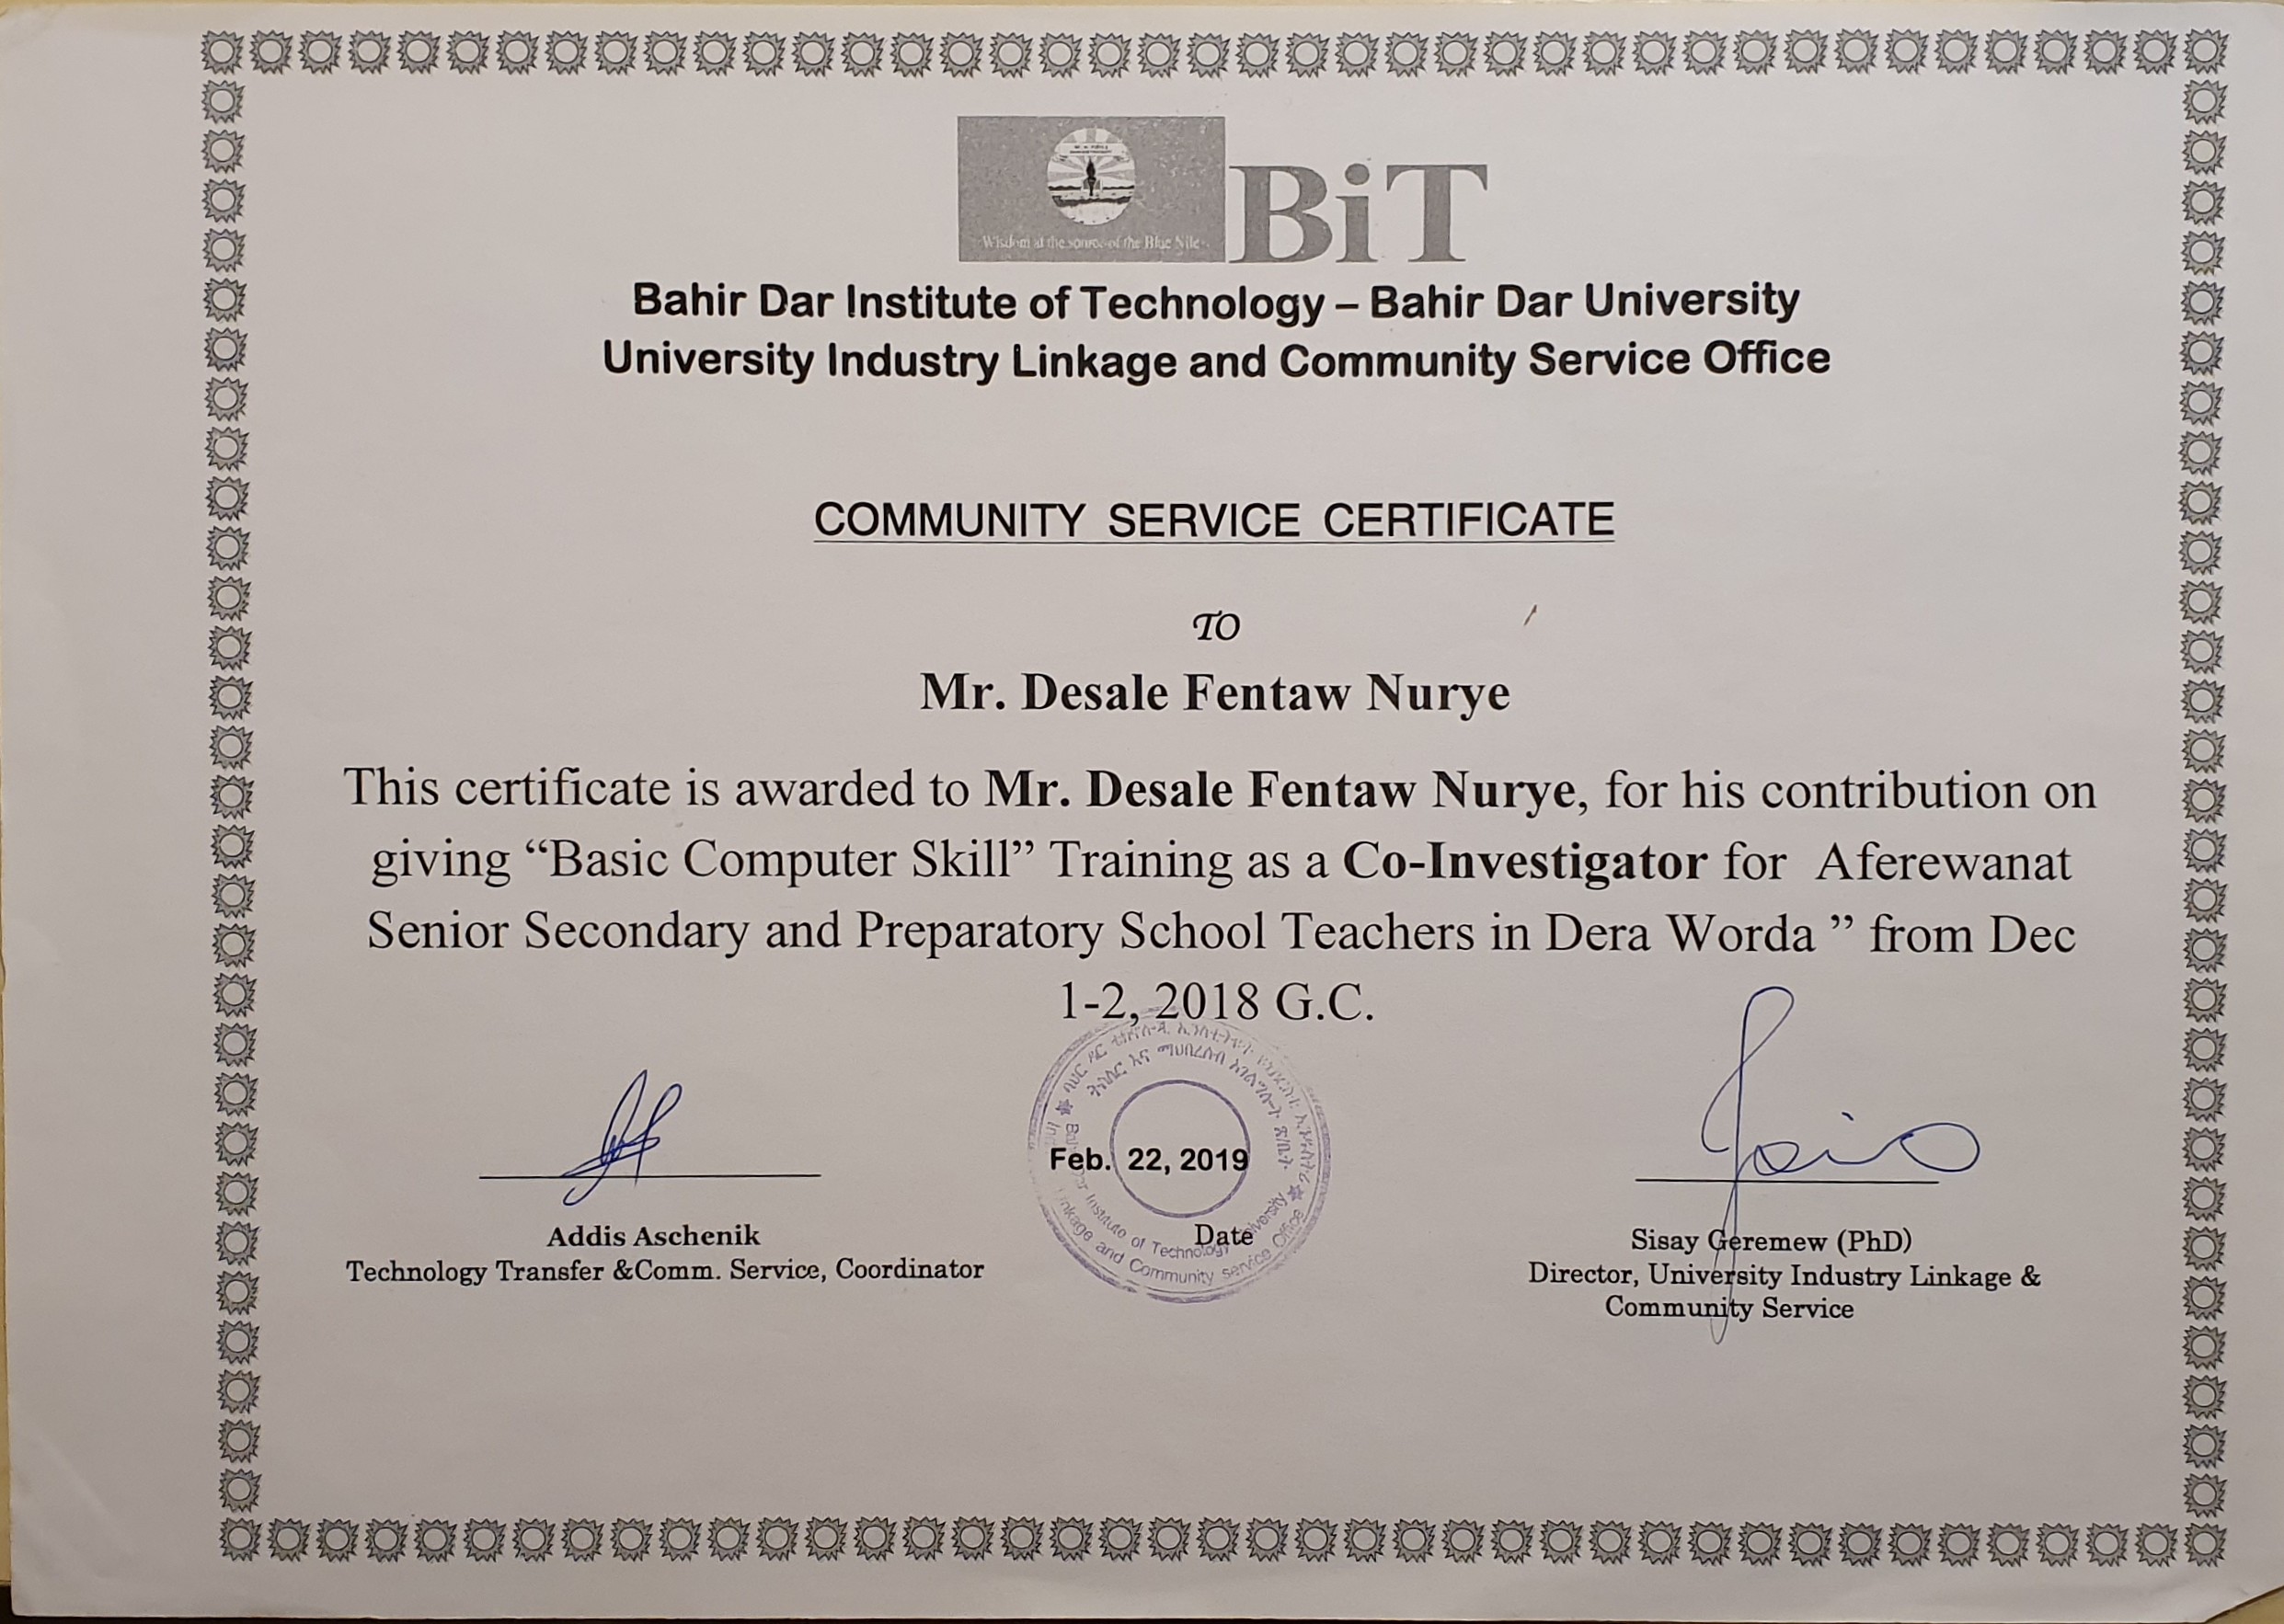 Wisdom at the source of the Blue Nile
BiT
Bahir Dar Institute of Technology – Bahir Dar University
University Industry Linkage and Community Service Office
COMMUNITY SERVICE CERTIFICATE
TO
Mr. Desale Fentaw Nurye
This certificate is awarded to Mr. Desale Fentaw Nurye, for his contribution on
giving “Basic Computer Skill” Training as a Co-Investigator for Aferewanat
Senior Secondary and Preparatory School Teachers in Dera Worda ” from Dec
1-2, 2018 G.C.
Institute of Technology University
Linkage and Community service Office
Feb. 22, 2019
Date
Addis Aschenik
Technology Transfer &Comm. Service, Coordinator
Sisay Geremew (PhD)
Director, University Industry Linkage &
Community Service